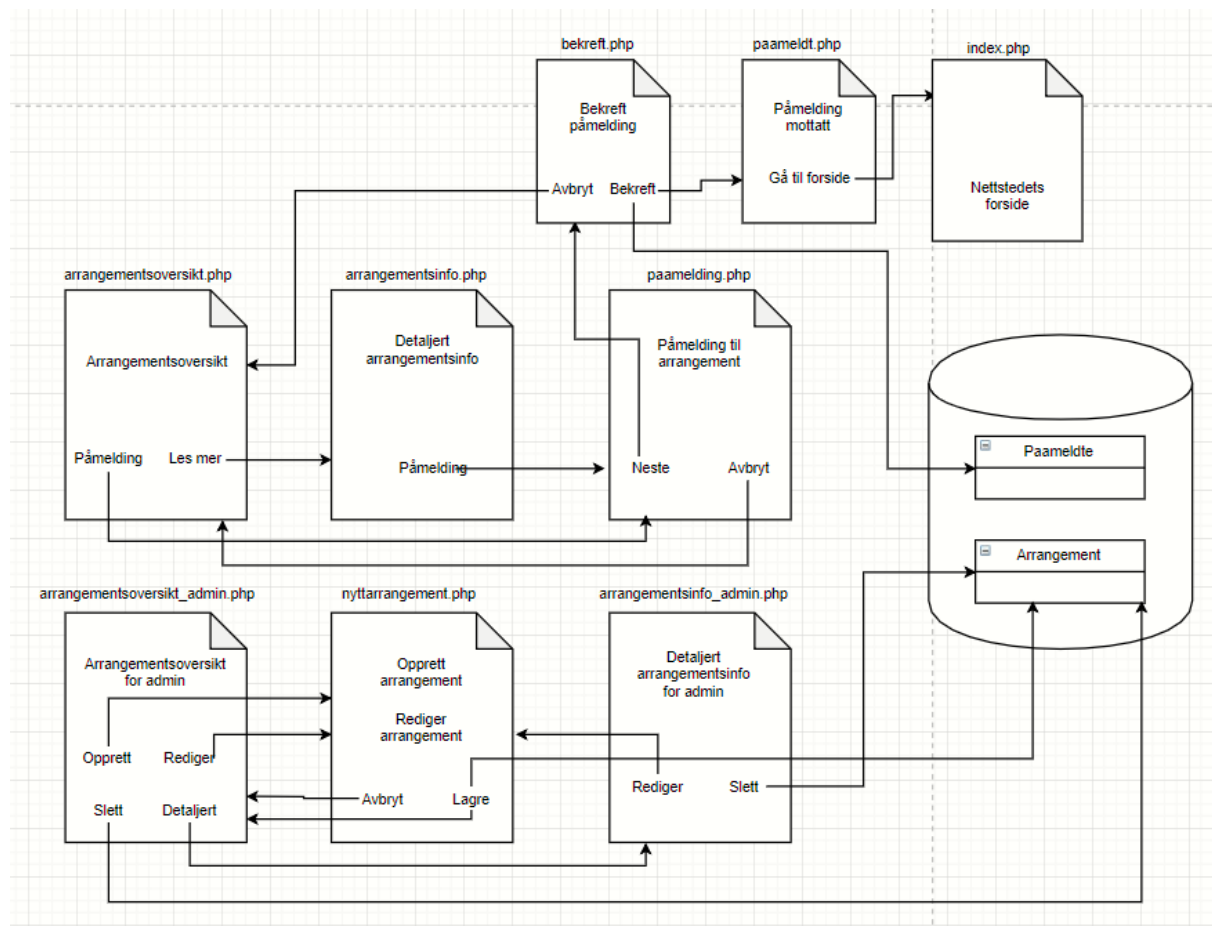 bekreft.php
paameldt.php
index.php
Bekreft
påmelding
Avbryt
Bekreft
Påmelding
mottatt
Gå til forside
Nettstedets
forside
arrangementsoversikt.php
arrangementsinfo.php
paamelding.php
Arrangementsoversikt
Påmelding
Les mer
Detaljert
arrangementsinfo
Påmelding
Påmelding til
arrangement
Neste
Avbryt
Paameldte
Arrangement
arrangementsoversikt_admin.php
nyttarrangement.php
arrangementsinfo_admin.php
Arrangementsoversikt
for admin
Opprett
Rediger
Slett
Detaljert
Opprett
arrangement
Rediger
arrangement
Avbryt
Lagre
Detaljert
arrangementsinfo
for admin
Rediger
Slett